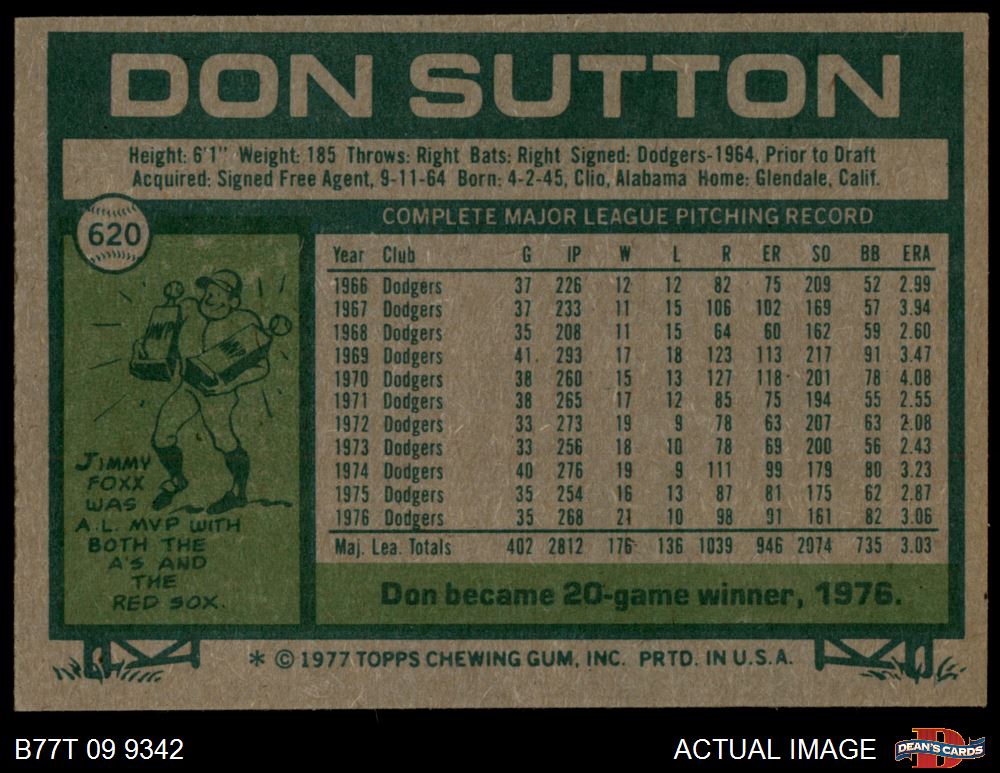 DON SUTTON
Height: 6'1" Weight: 185 Throws: Right Bats: Right Signed: Dodgers-1964, Prior to Draft
Acquired: Signed Free Agent, 9-11-64 Born: 4-2-45, Clio, Alabama Home: Glendale, Calif.
620
MVP
MVP
JIMMY
FOXX
WAS
A.L. MVP WITH
BOTH THE
A'S AND
THE
RED SOX.
COMPLETE MAJOR LEAGUE PITCHING RECORD
Year Club G IP W L R ER SO BB ERA
1966 Dodgers 37 226 12 12 82 75 209 52 2.99
1967 Dodgers 37 233 11 15 106 102 169 57 3.94
1968 Dodgers 35 208 11 15 64 60 162 59 2.60
1969 Dodgers 41 293 17 18 123 113 217 91 3.47
1970 Dodgers 38 260 15 13 127 118 201 78 4.08
1971 Dodgers 38 265 17 12 85 75 194 55 2.55
1972 Dodgers 33 273 19 9 78 63 207 63 2.08
1973 Dodgers 33 256 18 10 78 69 200 56 2.43
1974 Dodgers 40 276 19 9 111 99 179 80 3.23
1975 Dodgers 35 254 16 13 87 81 175 62 2.87
1976 Dodgers 35 268 21 10 98 91 161 82 3.06
Maj. Lea. Totals 402 2812 176 136 1039 946 2074 735 3.03
Don became 20-game winner, 1976.
* © 1977 TOPPS CHEWING GUM, INC. PRTD. IN U.S.A.
B77T 09 9342
ACTUAL IMAGE
D
DEAN'S CARDS